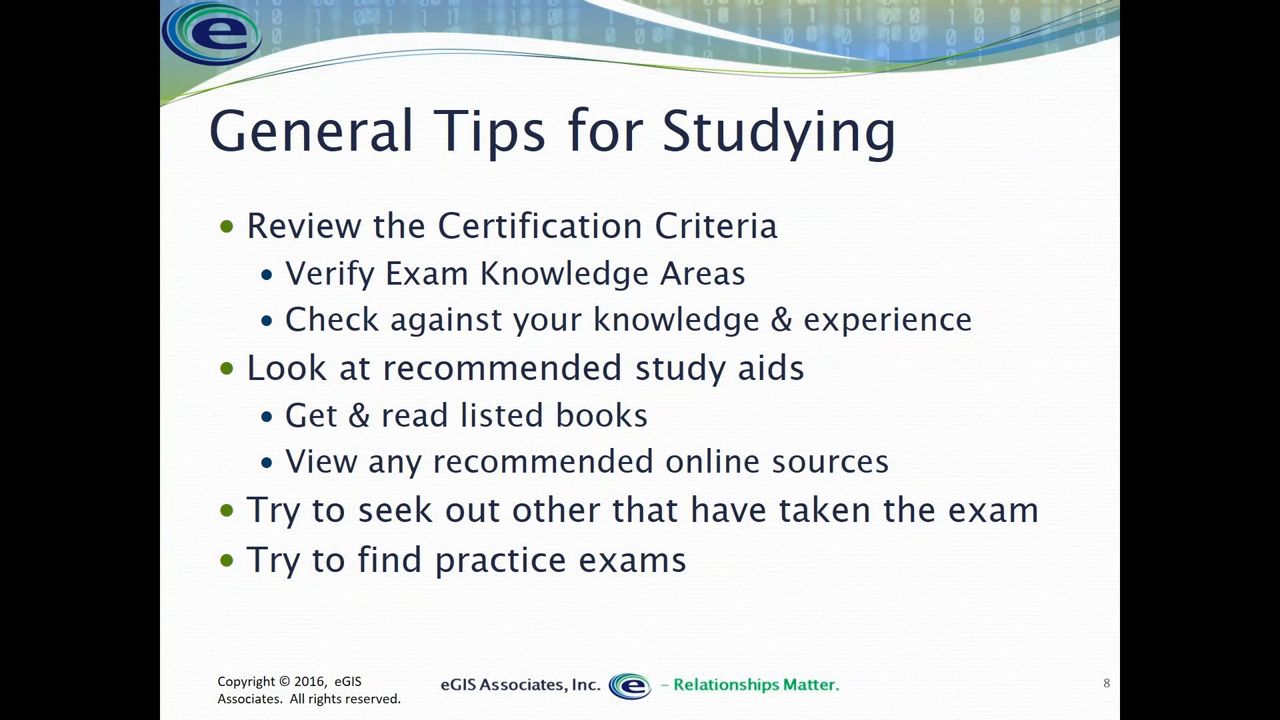 e
General Tips for Studying
• Review the Certification Criteria
• Verify Exam Knowledge Areas
• Check against your knowledge & experience
• Look at recommended study aids
• Get & read listed books
• View any recommended online sources
• Try to seek out other that have taken the exam
• Try to find practice exams
Copyright © 2016, eGIS
Associates. All rights reserved.
eGIS Associates, Inc. e – Relationships Matter.
8